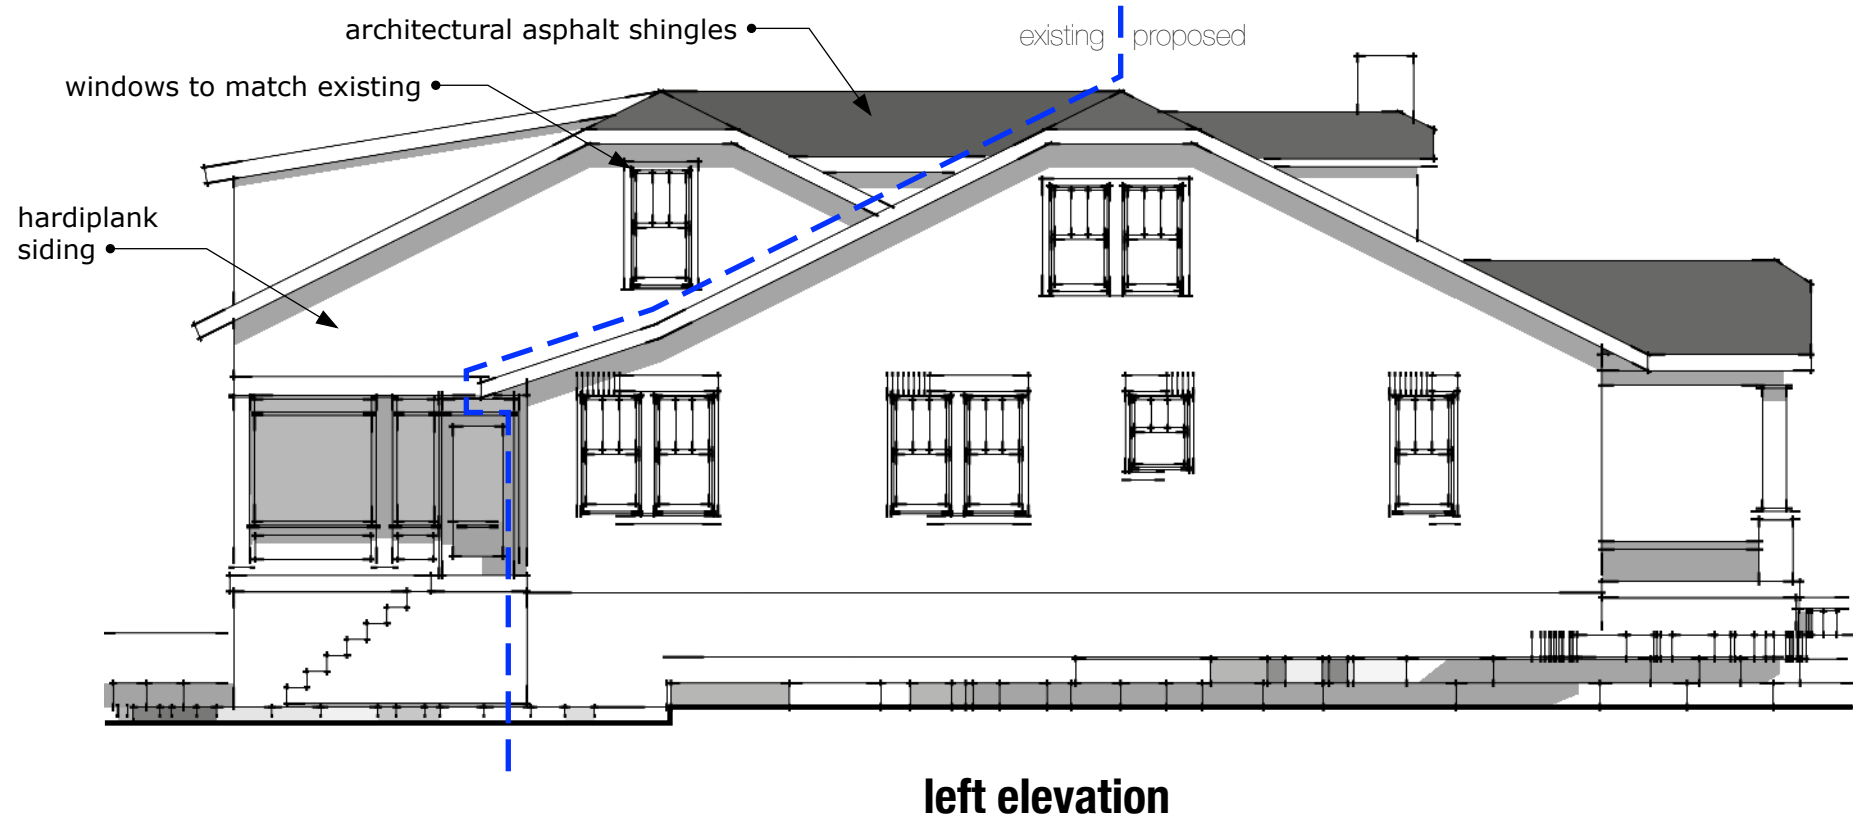 architectural asphalt shingles
existing proposed
windows to match existing
hardiplank
siding
left elevation